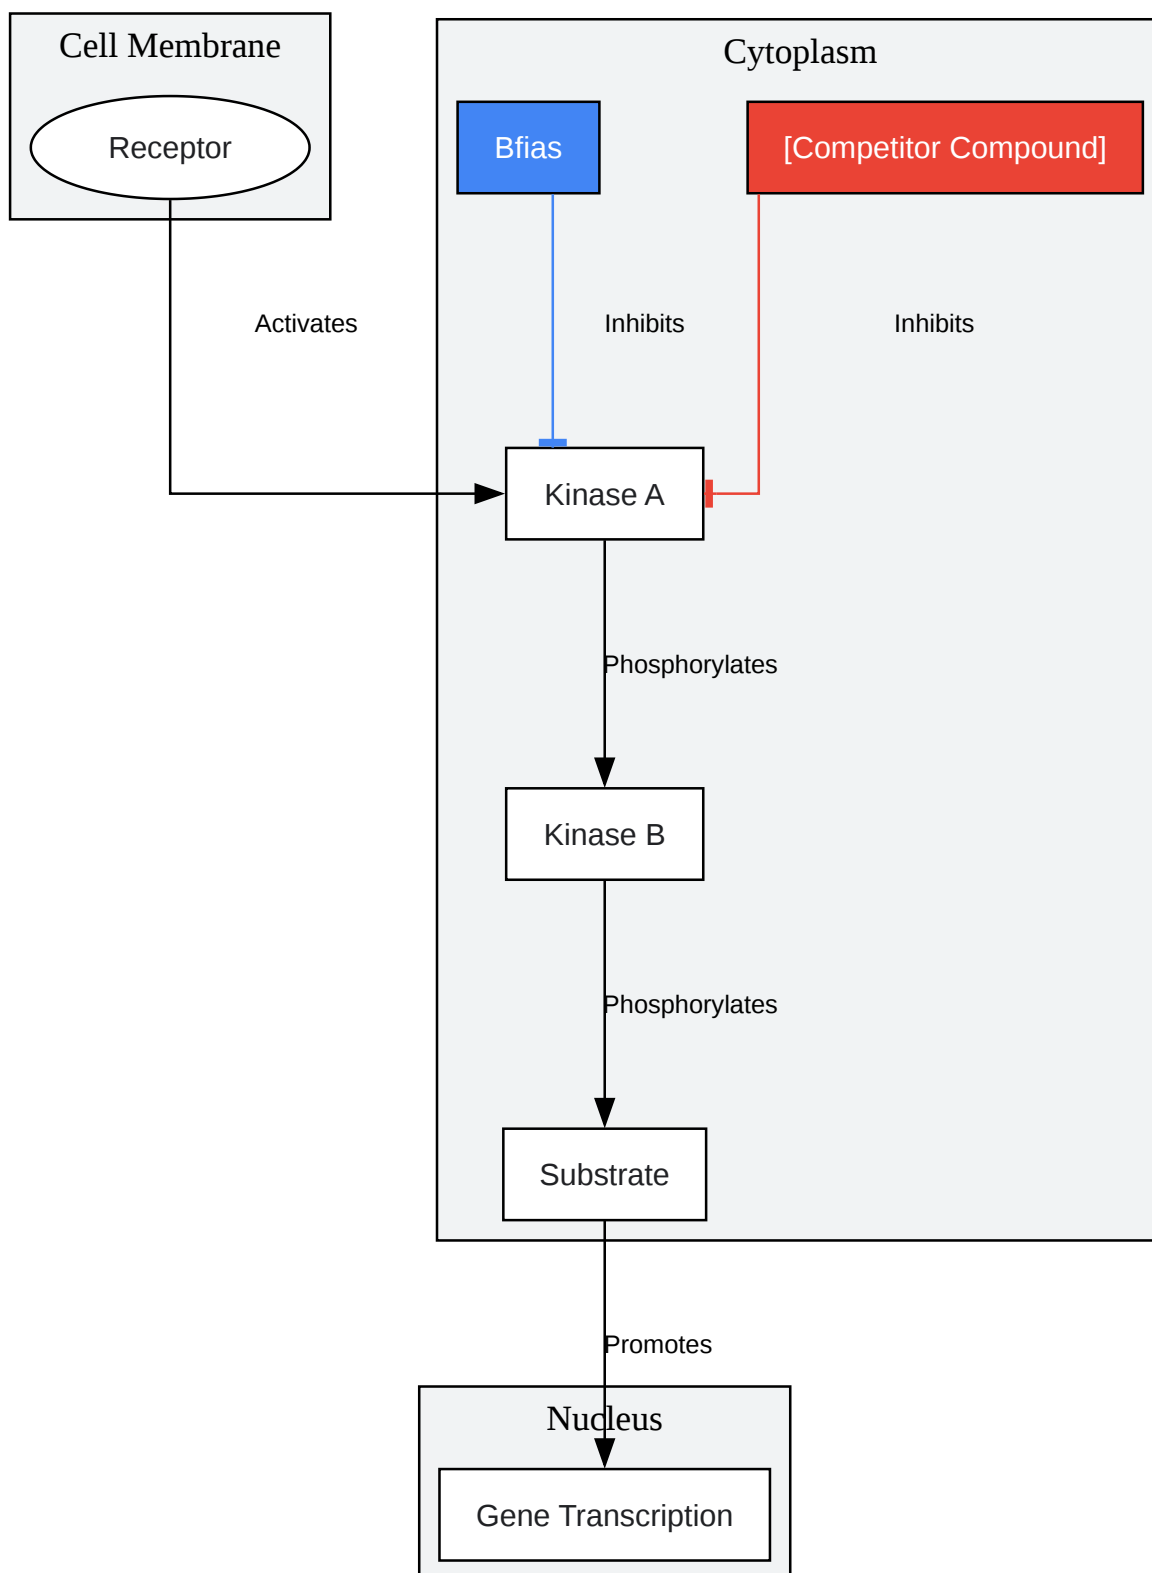 Cell Membrane
Receptor
Cytoplasm
Bfias
[Competitor Compound]
Activates
Inhibits
Inhibits
Kinase A
Phosphorylates
Kinase B
Phosphorylates
Substrate
Promotes
Nucleus
Gene Transcription